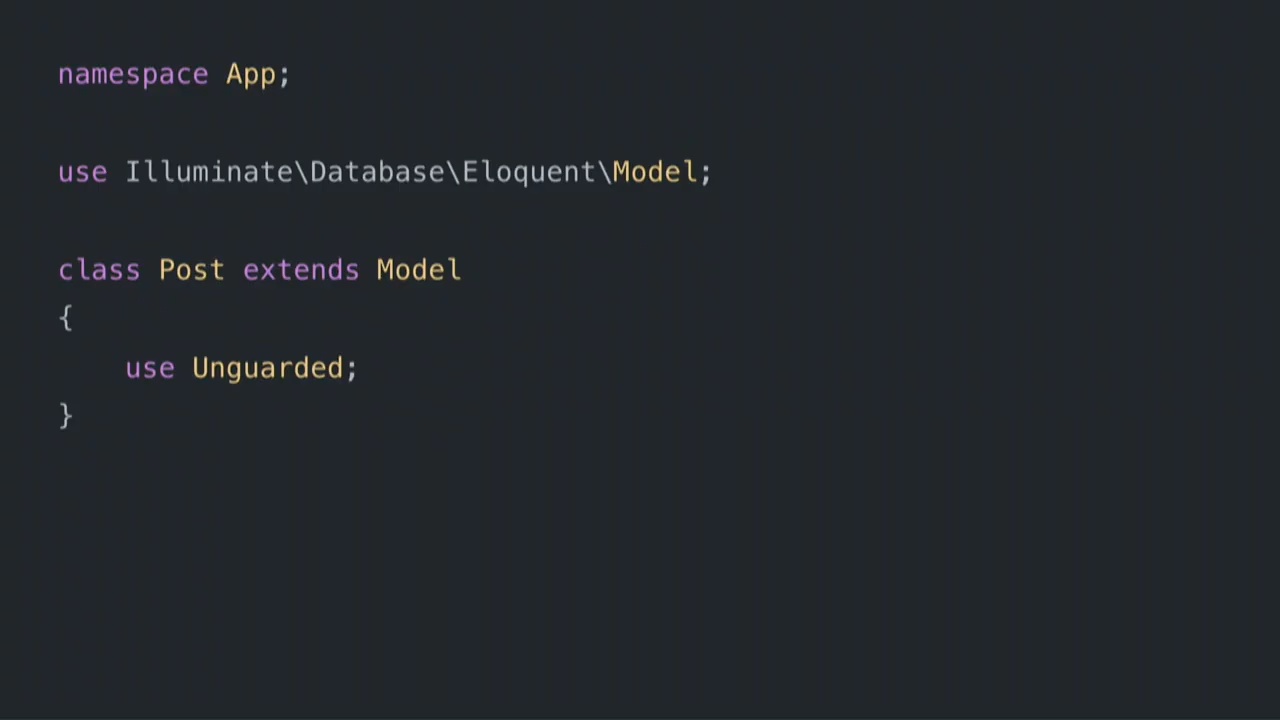 namespace App;
use Illuminate\Database\Eloquent\Model;
class Post extends Model
{
    use Unguarded;
}